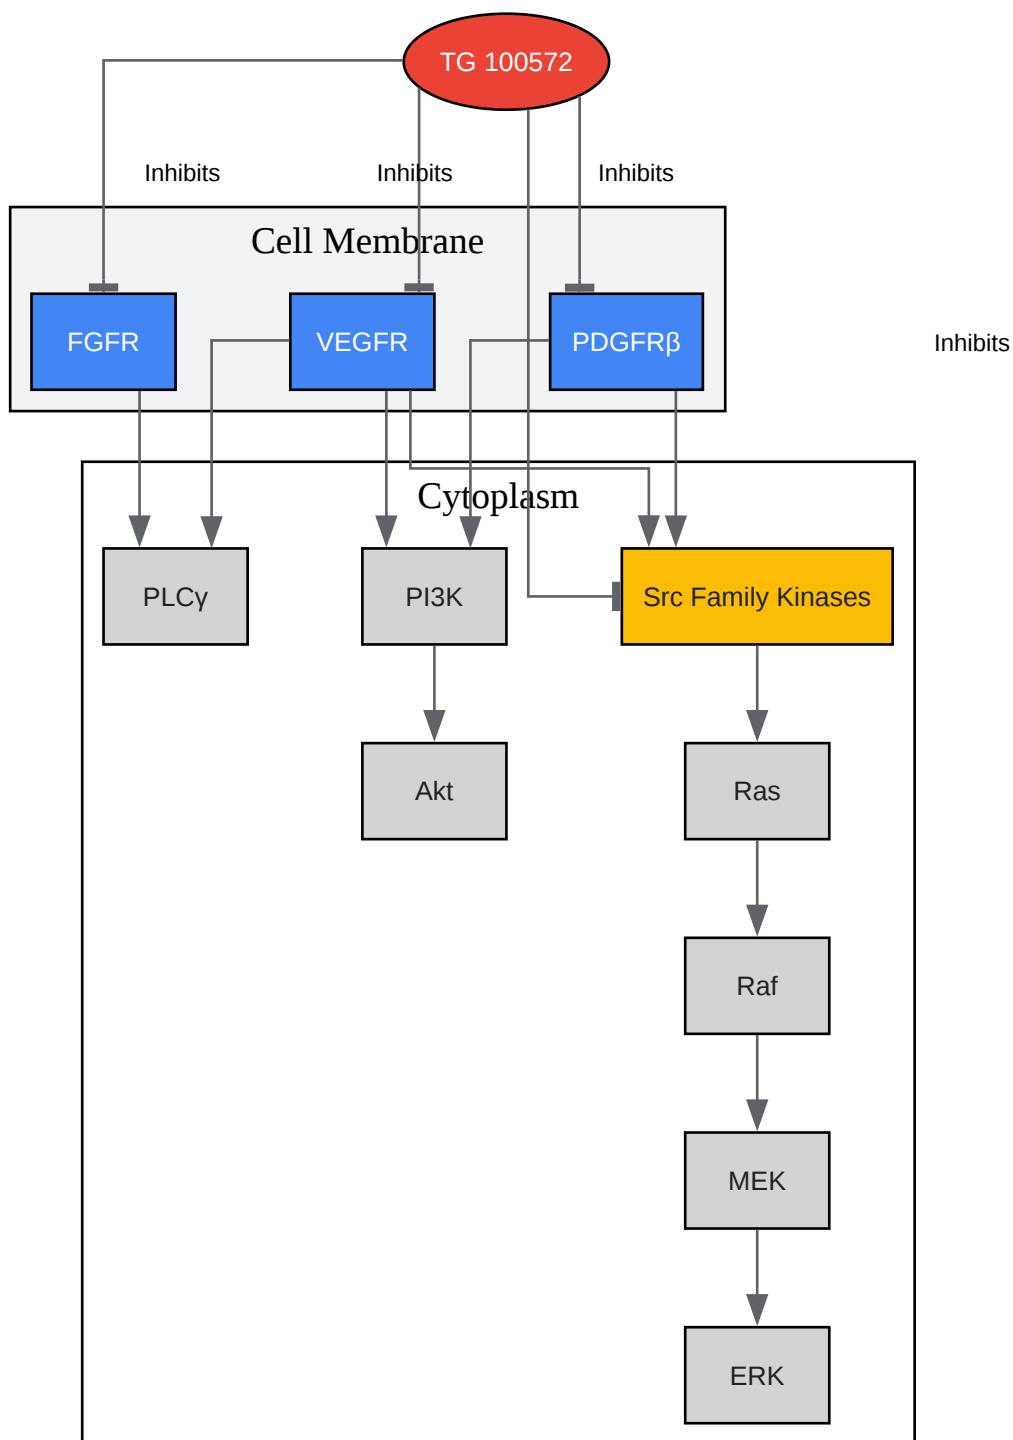 TG 100572
Inhibits
Inhibits
Inhibits
Cell Membrane
FGFR
VEGFR
PDGFRβ
Inhibits
Cytoplasm
PLCγ
PI3K
Src Family Kinases
Akt
Ras
Raf
MEK
ERK